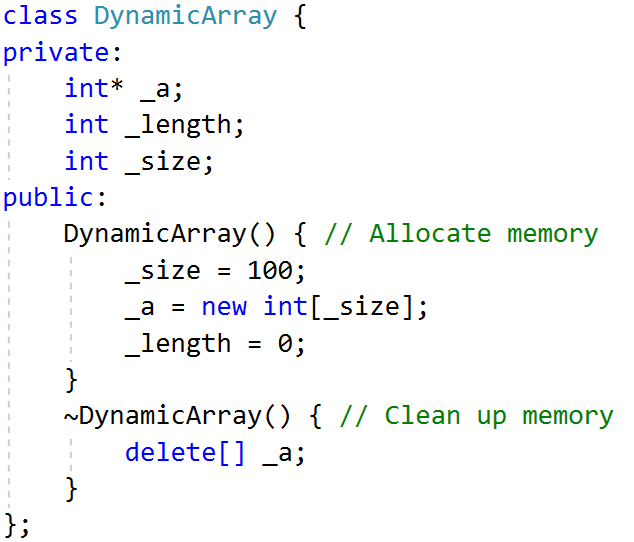 class DynamicArray {
private:
    int* _a;
    int _length;
    int _size;
public:
    DynamicArray() { // Allocate memory
        _size = 100;
        _a = new int[_size];
        _length = 0;
    }
    ~DynamicArray() { // Clean up memory
        delete[] _a;
    }
};